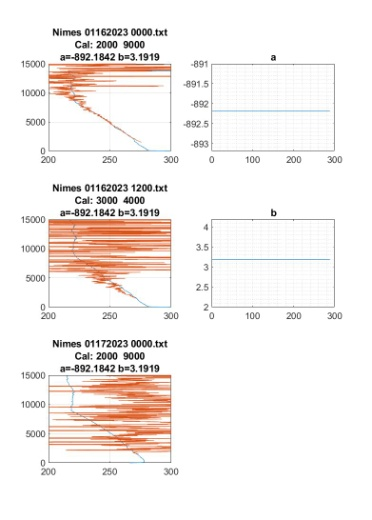 Nimes 01162023 0000.txt
Cal: 2000 9000
a=-892.1842 b=3.1919
15000
10000
5000
0
200 250 300
a
-891
-891.5
-892
-892.5
-893
0 100 200 300
Nimes 01162023 1200.txt
Cal: 3000 4000
a=-892.1842 b=3.1919
15000
10000
5000
0
200 250 300
b
4
3.5
3
2.5
2
0 100 200 300
Nimes 01172023 0000.txt
Cal: 2000 9000
a=-892.1842 b=3.1919
15000
10000
5000
0
200 250 300